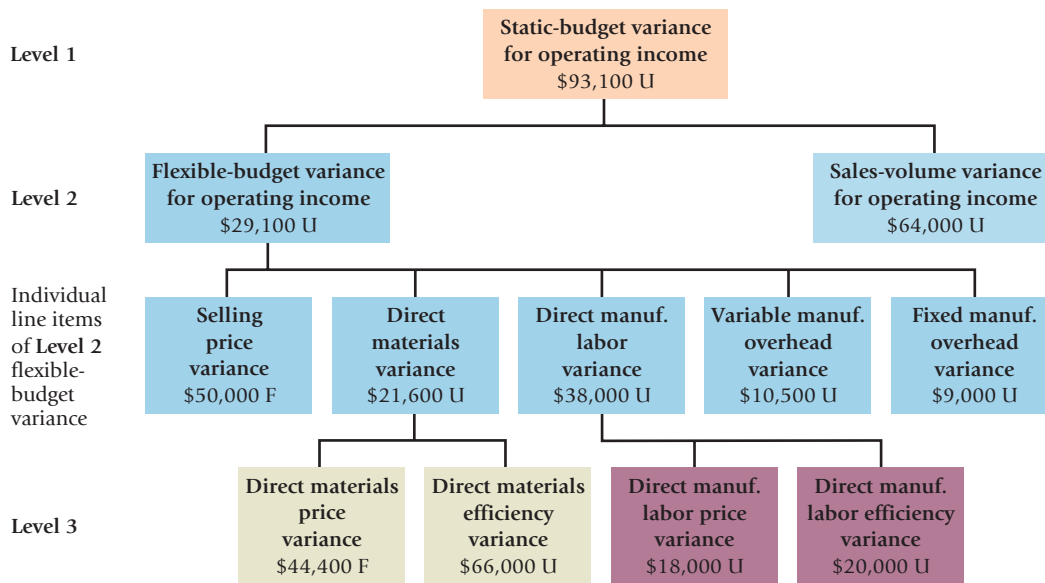 Level 1
Static-budget variance
for operating income
$93,100 U
Level 2
Flexible-budget variance
for operating income
$29,100 U
Sales-volume variance
for operating income
$64,000 U
Individual
line items
of Level 2
flexible-
budget
variance
Selling
price
variance
$50,000 F
Direct
materials
variance
$21,600 U
Direct manuf.
labor
variance
$38,000 U
Variable manuf.
overhead
variance
$10,500 U
Fixed manuf.
overhead
variance
$9,000 U
Level 3
Direct materials
price
variance
$44,400 F
Direct materials
efficiency
variance
$66,000 U
Direct manuf.
labor price
variance
$18,000 U
Direct manuf.
labor efficiency
variance
$20,000 U